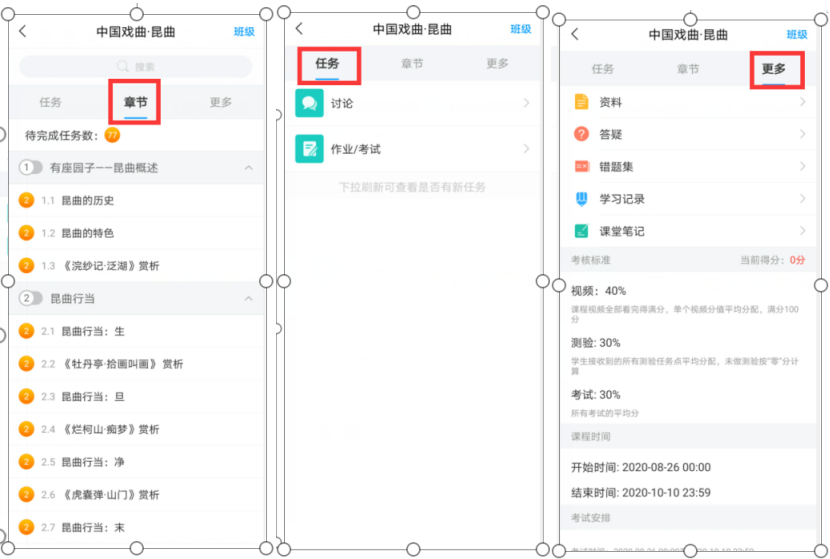 中国戏曲·昆曲
班级
搜索
任务
章节
更多
待完成任务数： 77
1 有座园子——昆曲概述
2 1.1 昆曲的历史
2 1.2 昆曲的特色
2 1.3 《浣纱记·泛湖》赏析
2 昆曲行当
2 2.1 昆曲行当：生
2 2.2 《牡丹亭·拾画叫画》 赏析
2 2.3 昆曲行当：旦
2 2.4 《烂柯山·痴梦》赏析
2 2.5 昆曲行当：净
2 2.6 《虎囊弹·山门》赏析
2 2.7 昆曲行当：末
中国戏曲·昆曲
班级
任务
章节
更多
讨论
作业/考试
下拉刷新可查看是否有新任务
中国戏曲·昆曲
班级
任务
章节
更多
资料
答疑
错题集
学习记录
课堂笔记
考核标准
当前得分：0分
视频：40%
课程视频全部看完得满分，单个视频分值平均分配，满分100
分
测验: 30%
学生接收到的所有测验任务点平均分配，未做测验按“零”分计
算
考试: 30%
所有考试的平均分
课程时间
开始时间: 2020-08-26 00:00
结束时间: 2020-10-10 23:59
考试安排